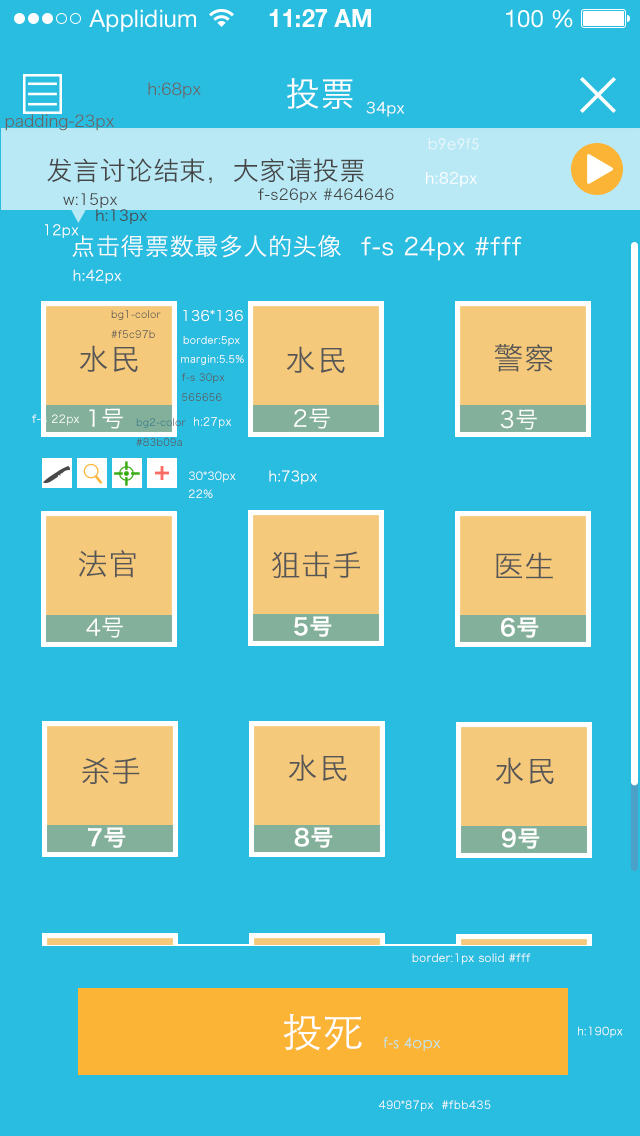 Applidium 11:27 AM 100 %
h:68px 投票 34px
padding-23px
b9e9f5
发言讨论结束，大家请投票
h:82px
w:15px f-s26px #464646
h:13px
12px
点击得票数最多人的头像 f-s 24px #fff
h:42px
bg1-color
#f5c97b
136*136
border:5px
margin:5.5%
f-s 30px
565656
水民 水民 警察
f-s 22px 1号 bg2-color h:27px 2号 3号
#83b09a
30*30px h:73px
22%
法官 狙击手 医生
4号 5号 6号
杀手 水民 水民
7号 8号 9号
border:1px solid #fff
投死 f-s 40px
h:190px
490*87px #fbb435